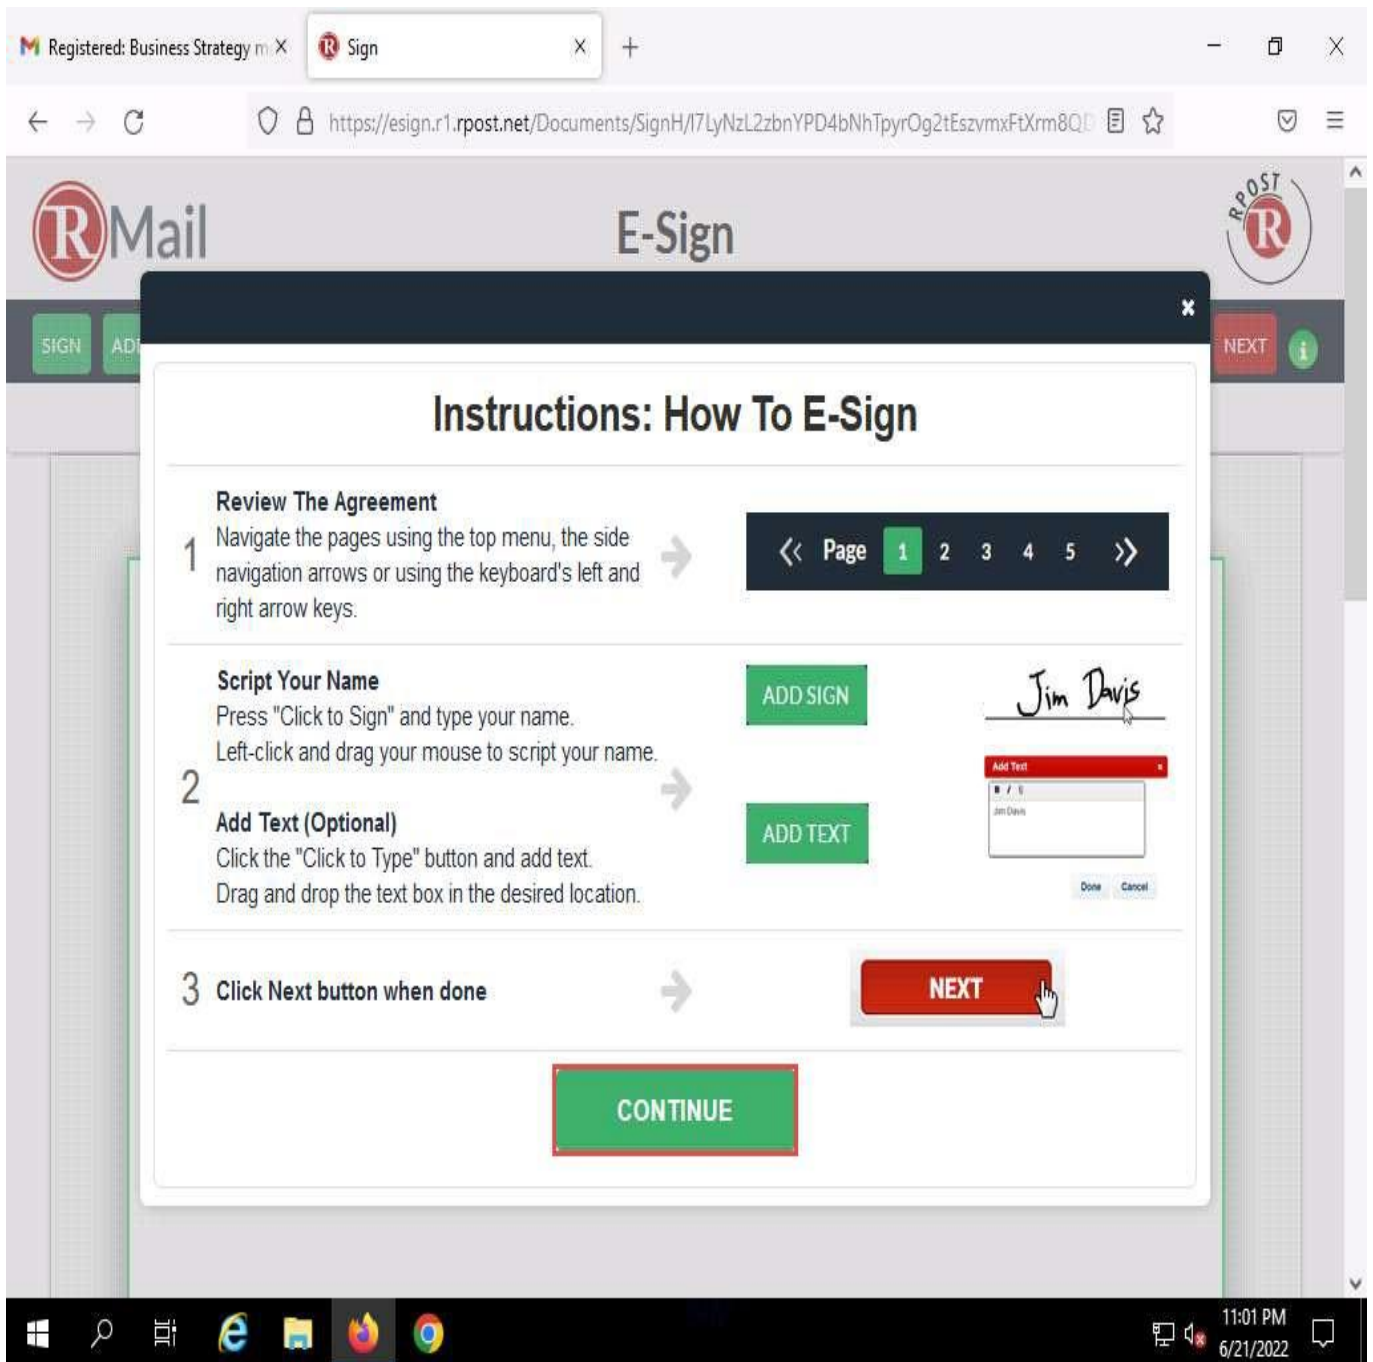 Registered: Business Strategy m
Sign
https://esign.r1.rpost.net/Documents/SignH/I7LyNzL2zbnYPD4bNhTpyrOg2tEszvmxFtXrm8QD
RMail
E-Sign
RPOST
R
SIGN
NEXT
Instructions: How To E-Sign
1
Review The Agreement
Navigate the pages using the top menu, the side
navigation arrows or using the keyboard's left and
right arrow keys.
Page 1 2 3 4 5
2
Script Your Name
Press "Click to Sign" and type your name.
Left-click and drag your mouse to script your name.
ADD SIGN
Jim Davis
Add Text (Optional)
Click the "Click to Type" button and add text.
Drag and drop the text box in the desired location.
ADD TEXT
Add Text
B I U
Jim Davis
Done Cancel
3 Click Next button when done
NEXT
CONTINUE
11:01 PM
6/21/2022